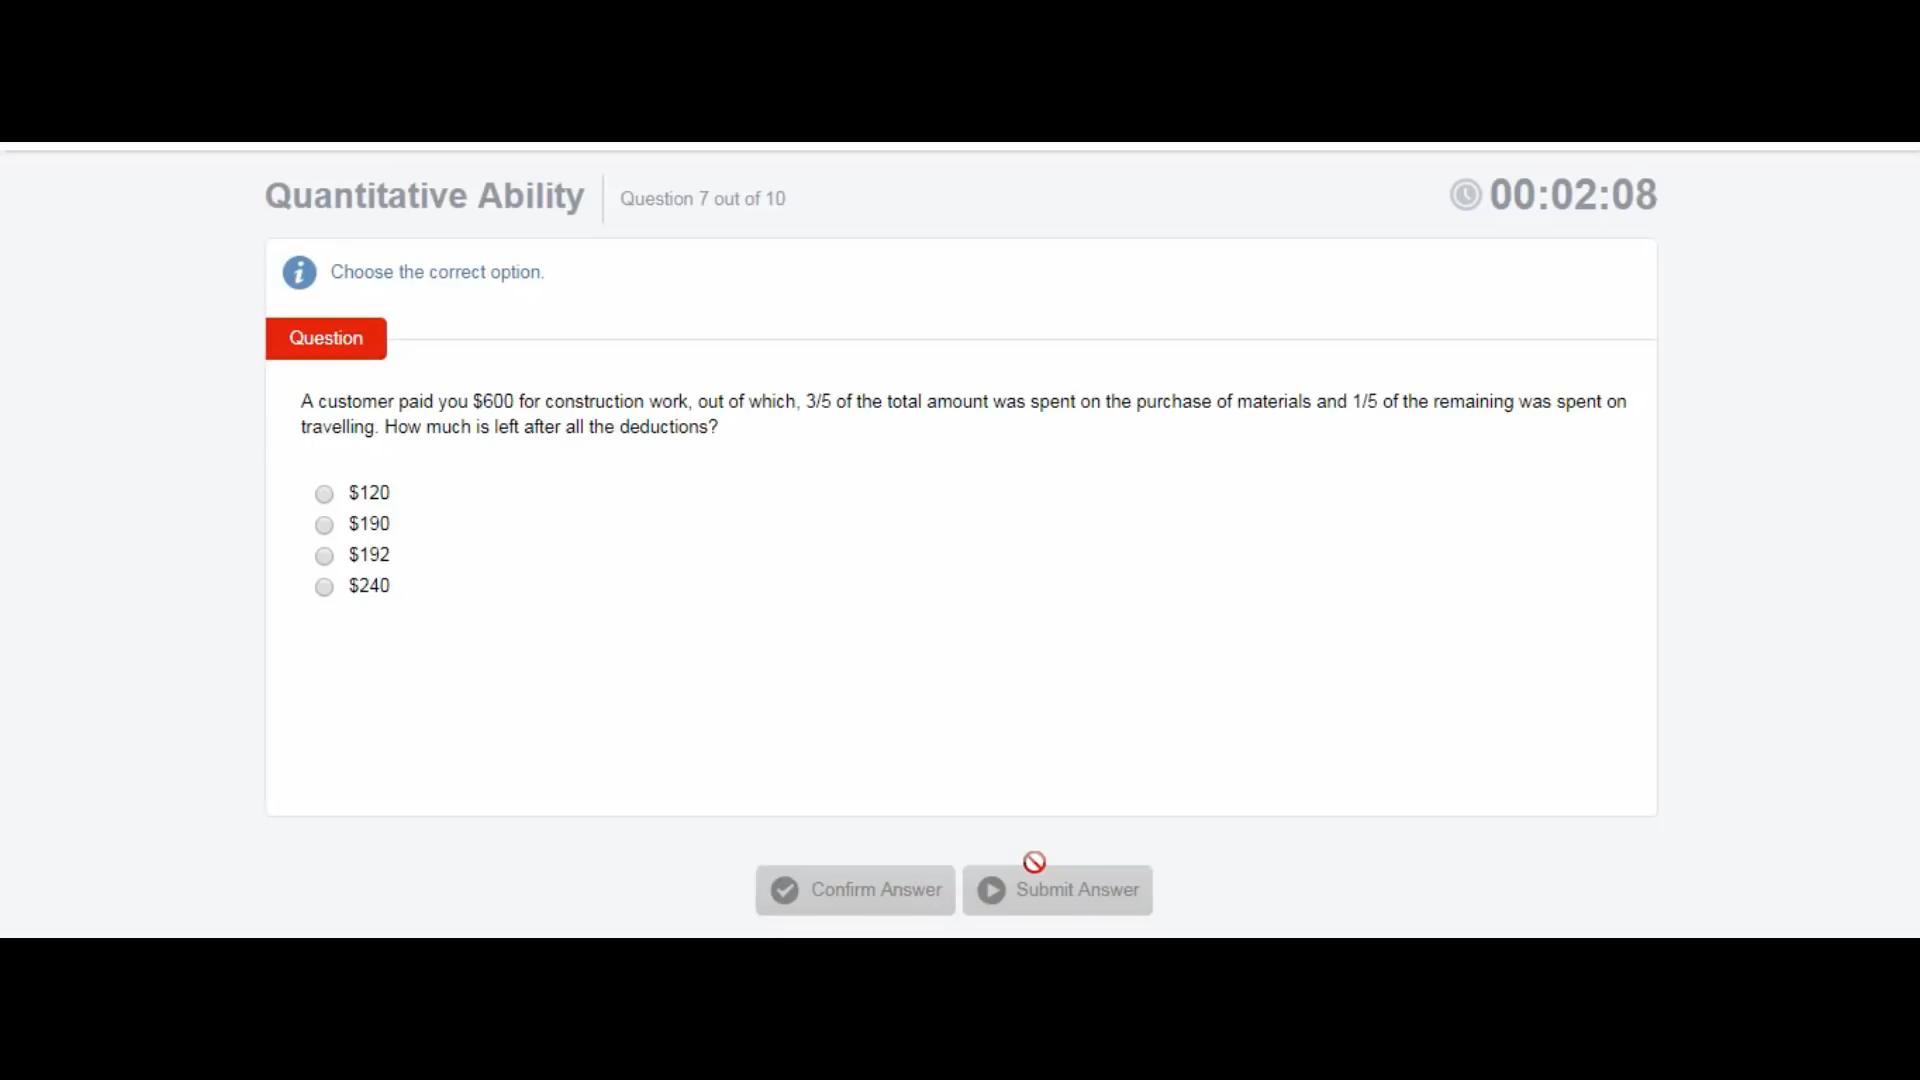 Quantitative Ability
Question 7 out of 10
00:02:08
Choose the correct option.
Question
A customer paid you $600 for construction work, out of which, 3/5 of the total amount was spent on the purchase of materials and 1/5 of the remaining was spent on
travelling. How much is left after all the deductions?
$120
$190
$192
$240
Confirm Answer
Submit Answer